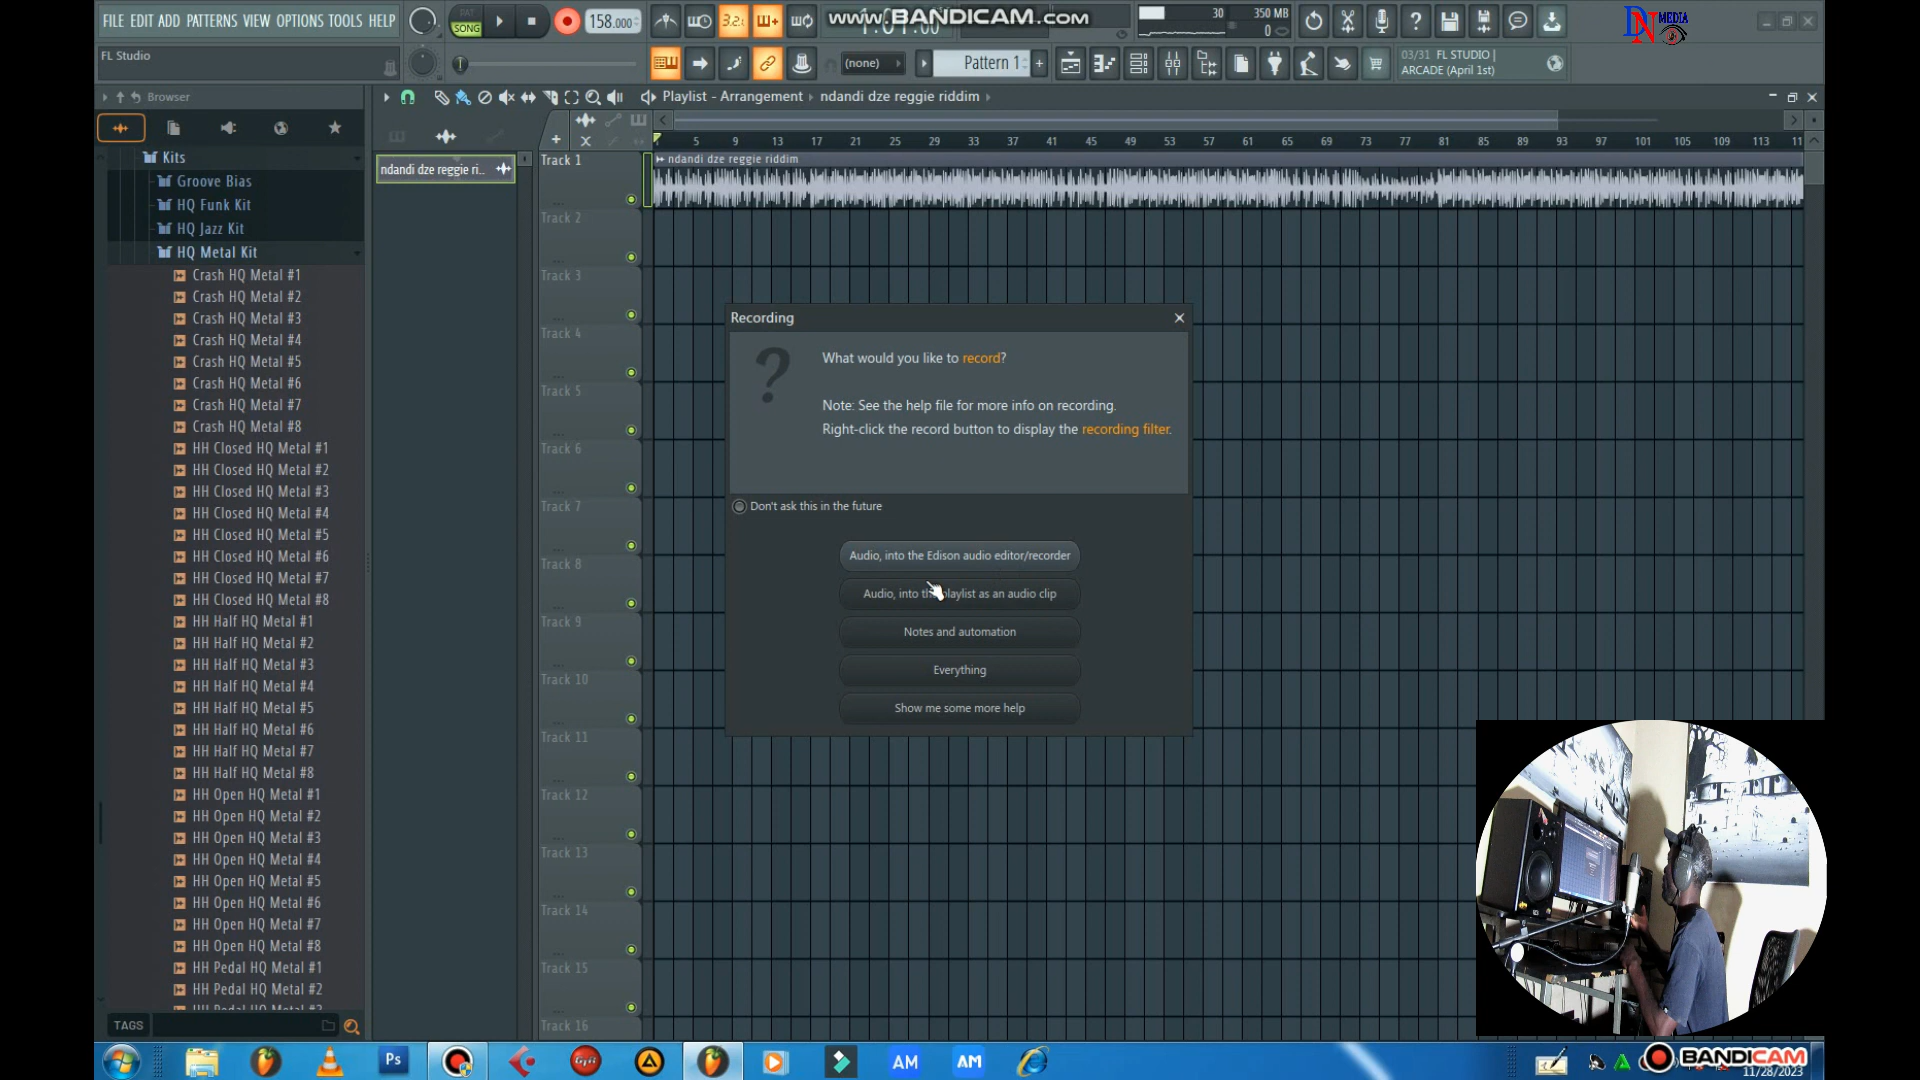 FILE EDIT ADD PATTERNS VIEW OPTIONS TOOLS HELP
PAT
SONG
158.000
3.2.
www.BANDICAM.com
30
350 MB
0
DN MEDIA
FL Studio
(none)
Pattern 1
03/31 FL STUDIO |
ARCADE (April 1st)
Browser
Playlist - Arrangement
ndandi dze reggie riddim
Kits
Groove Bias
HQ Funk Kit
HQ Jazz Kit
HQ Metal Kit
Crash HQ Metal #1
Crash HQ Metal #2
Crash HQ Metal #3
Crash HQ Metal #4
Crash HQ Metal #5
Crash HQ Metal #6
Crash HQ Metal #7
Crash HQ Metal #8
HH Closed HQ Metal #1
HH Closed HQ Metal #2
HH Closed HQ Metal #3
HH Closed HQ Metal #4
HH Closed HQ Metal #5
HH Closed HQ Metal #6
HH Closed HQ Metal #7
HH Closed HQ Metal #8
HH Half HQ Metal #1
HH Half HQ Metal #2
HH Half HQ Metal #3
HH Half HQ Metal #4
HH Half HQ Metal #5
HH Half HQ Metal #6
HH Half HQ Metal #7
HH Half HQ Metal #8
HH Open HQ Metal #1
HH Open HQ Metal #2
HH Open HQ Metal #3
HH Open HQ Metal #4
HH Open HQ Metal #5
HH Open HQ Metal #6
HH Open HQ Metal #7
HH Open HQ Metal #8
HH Pedal HQ Metal #1
HH Pedal HQ Metal #2
TAGS
ndandi dze reggie ri..
5 9 13 17 21 25 29 33 37 41 45 49 53 57 61 65 69 73 77 81 85 89 93 97 101 105 109 113 11
Track 1
ndandi dze reggie riddim
Track 2
Track 3
Track 4
Track 5
Track 6
Track 7
Track 8
Track 9
Track 10
Track 11
Track 12
Track 13
Track 14
Track 15
Track 16
Recording
What would you like to record?
Note: See the help file for more info on recording.
Right-click the record button to display the recording filter.
Don't ask this in the future
Audio, into the Edison audio editor/recorder
Audio, into the playlist as an audio clip
Notes and automation
Everything
Show me some more help
Ps
AM
AM
BANDICAM
11/28/2023